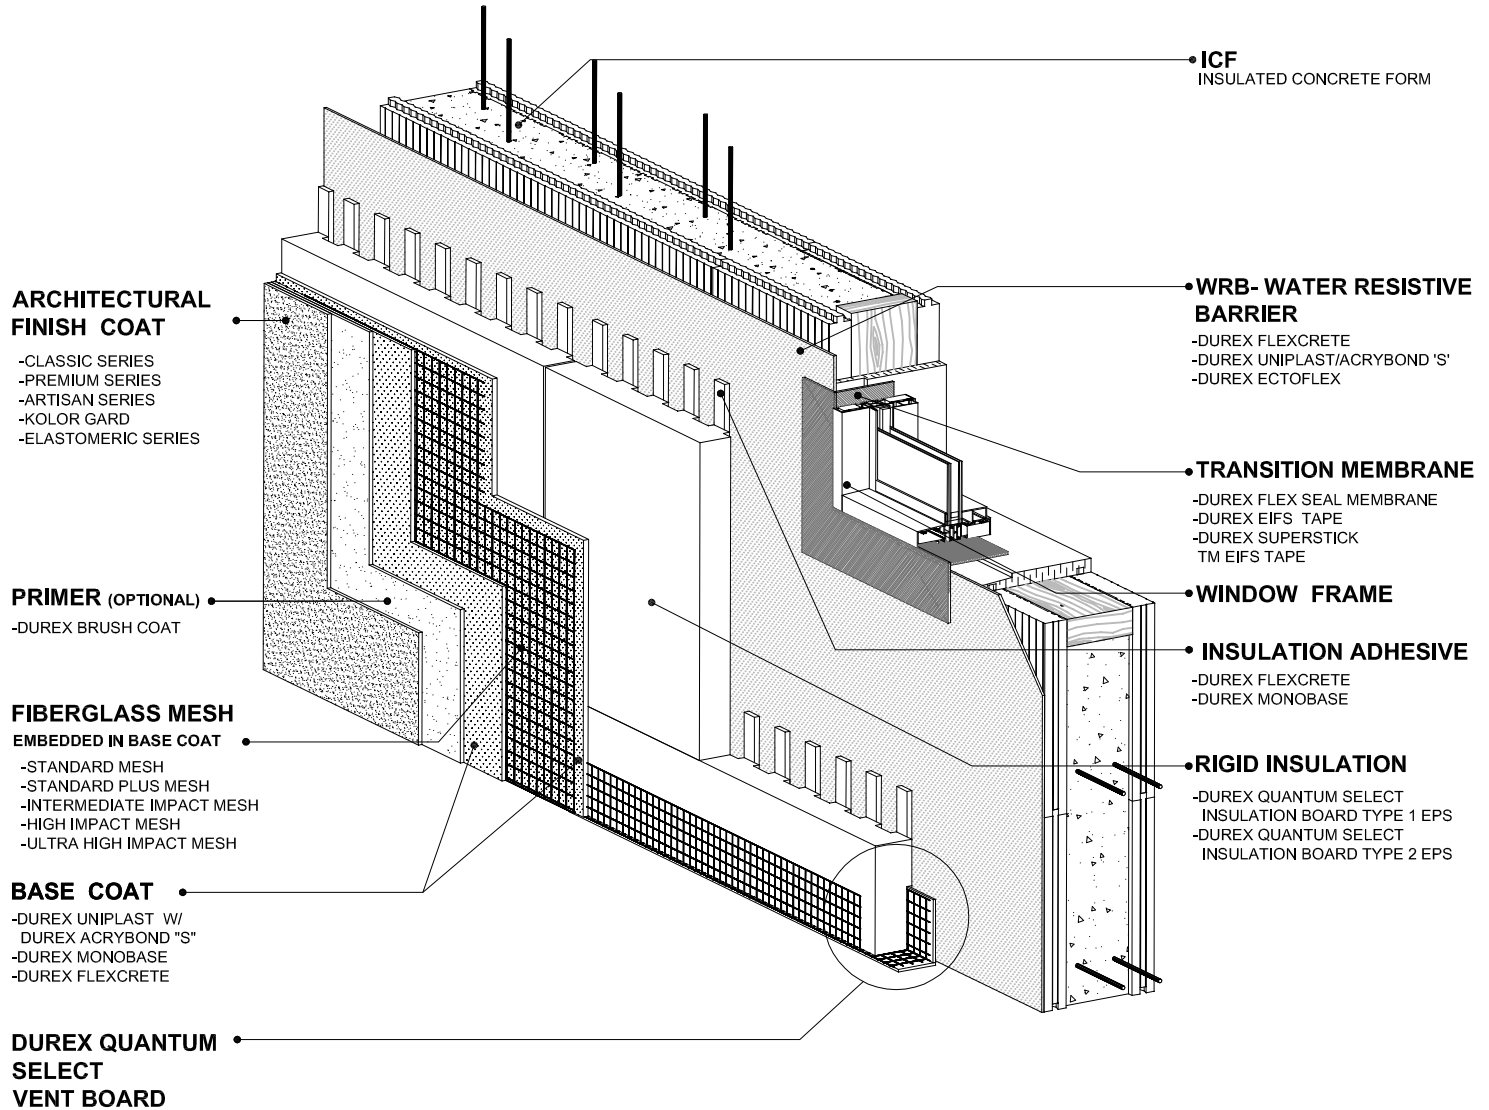 ICF
INSULATED CONCRETE FORM
WRB- WATER RESISTIVE
BARRIER
-DUREX FLEXCRETE
-DUREX UNIPLAST/ACRYBOND 'S'
-DUREX ECTOFLEX
TRANSITION MEMBRANE
-DUREX FLEX SEAL MEMBRANE
-DUREX EIFS TAPE
-DUREX SUPERSTICK
TM EIFS TAPE
WINDOW FRAME
INSULATION ADHESIVE
-DUREX FLEXCRETE
-DUREX MONOBASE
RIGID INSULATION
-DUREX QUANTUM SELECT
INSULATION BOARD TYPE 1 EPS
-DUREX QUANTUM SELECT
INSULATION BOARD TYPE 2 EPS
ARCHITECTURAL
FINISH COAT
-CLASSIC SERIES
-PREMIUM SERIES
-ARTISAN SERIES
-KOLOR GARD
-ELASTOMERIC SERIES
PRIMER (OPTIONAL)
-DUREX BRUSH COAT
FIBERGLASS MESH
EMBEDDED IN BASE COAT
-STANDARD MESH
-STANDARD PLUS MESH
-INTERMEDIATE IMPACT MESH
-HIGH IMPACT MESH
-ULTRA HIGH IMPACT MESH
BASE COAT
-DUREX UNIPLAST W/
DUREX ACRYBOND "S"
-DUREX MONOBASE
-DUREX FLEXCRETE
DUREX QUANTUM
SELECT
VENT BOARD